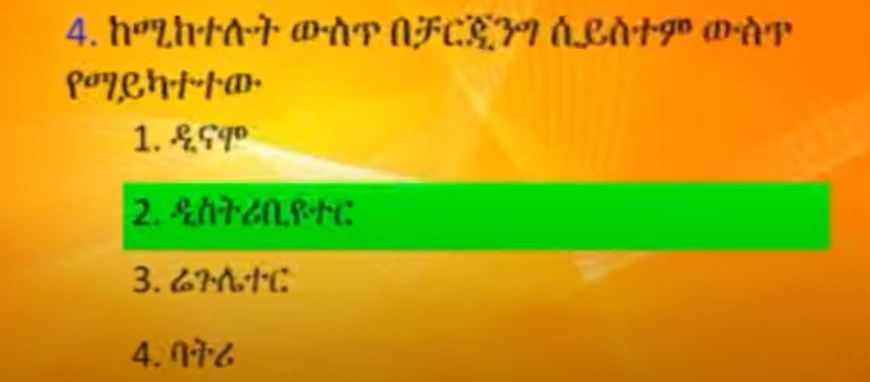 4. ከሚከተሉት ውስጥ በቻርጂንግ ሲይስተም ውስጥ
የማይካተተው
1. ዲናሞ
2. ዲስትሪቢዩተር
3. ሬጉሌተር
4. ባትሪ